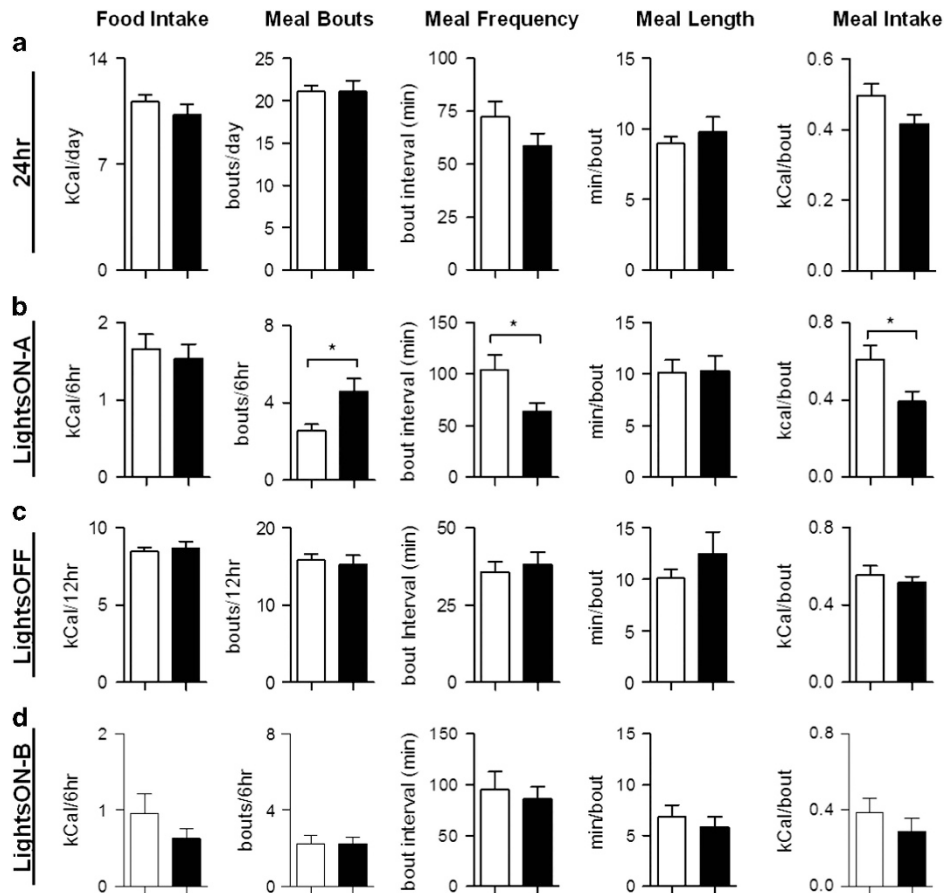 Food Intake Meal Bouts Meal Frequency Meal Length Meal Intake
a
24hr
kCal/day
14
7
0
bouts/day
25
20
15
10
5
0
bout interval (min)
100
75
50
25
0
min/bout
15
10
5
0
kCal/bout
0.6
0.4
0.2
0.0
b
LightsON-A
kCal/6hr
2
1
0
bouts/6hr
8
4
0
*
bout interval (min)
150
100
50
0
*
min/bout
15
10
5
0
kcal/bout
0.8
0.4
0.0
*
c
LightsOFF
kCal/12hr
10
5
0
bouts/12hr
20
10
0
bout Interval (min)
50
25
0
min/bout
15
10
5
0
kCal/bout
0.8
0.4
0.0
d
LightsON-B
kCal/6hr
2
1
0
bouts/6hr
8
4
0
bout interval (min)
150
100
50
0
min/bout
15
10
5
0
kCal/bout
0.8
0.4
0.0